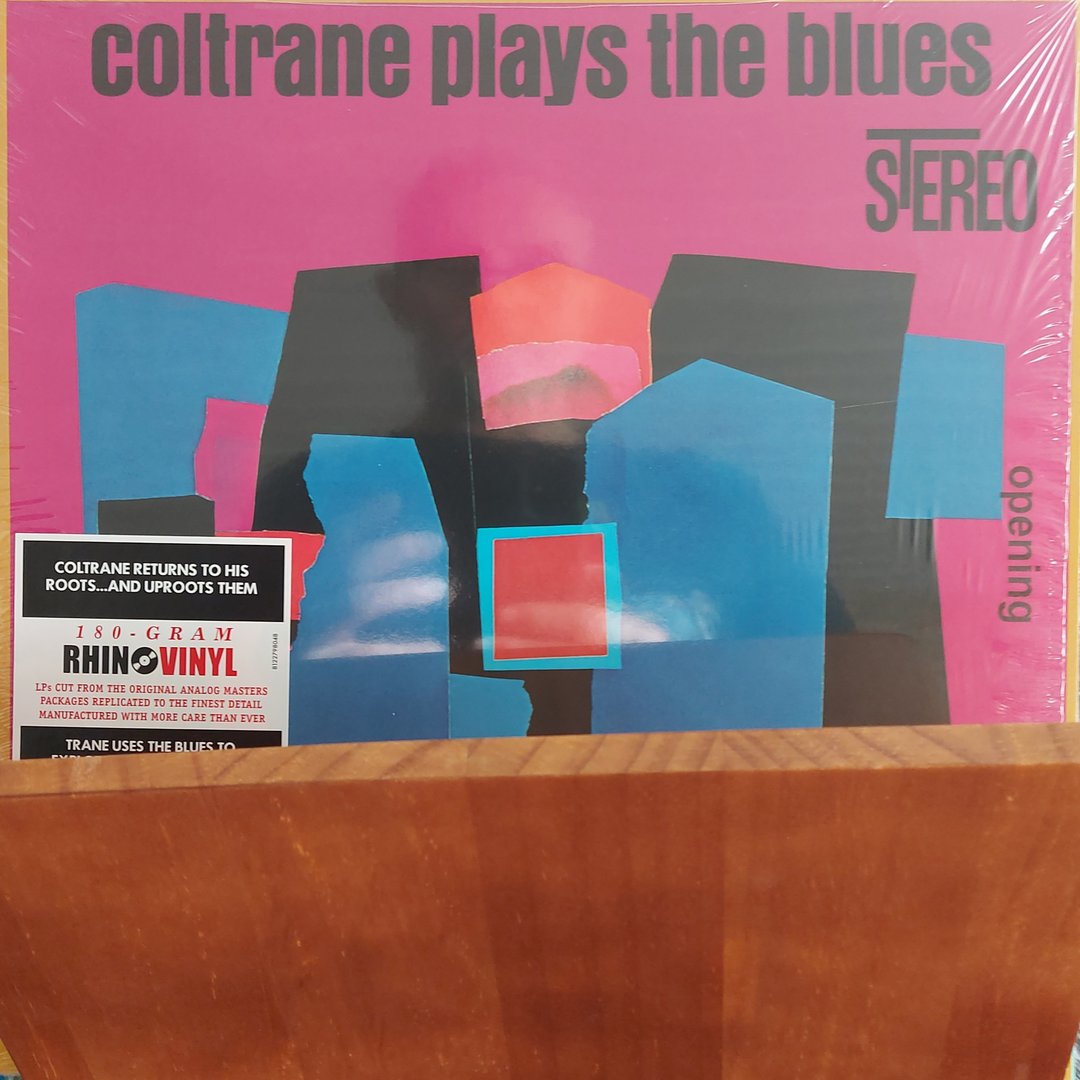 coltrane plays the blues
STEREO
opening
COLTRANE RETURNS TO HIS
ROOTS...AND UPROOTS THEM
180-GRAM
RHINO VINYL
8122798048
LPs CUT FROM THE ORIGINAL ANALOG MASTERS
PACKAGES REPLICATED TO THE FINEST DETAIL
MANUFACTURED WITH MORE CARE THAN EVER
TRANE USES THE BLUES TO